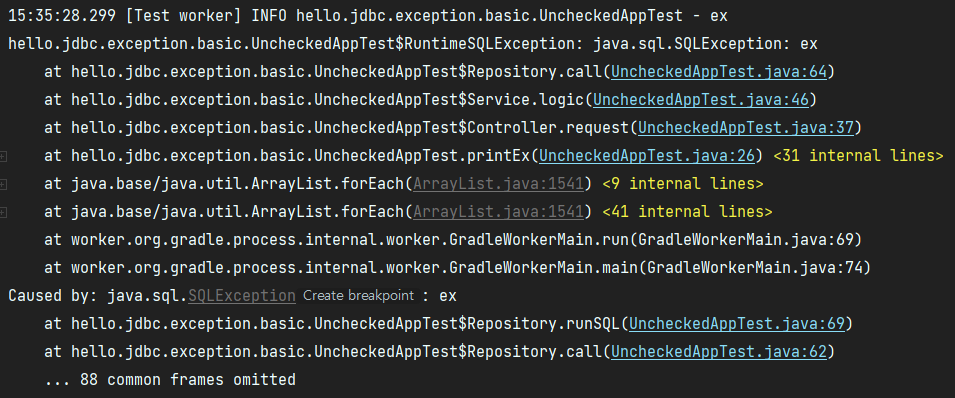 15:35:28.299 [Test worker] INFO hello.jdbc.exception.basic.UncheckedAppTest - ex
hello.jdbc.exception.basic.UncheckedAppTest$RuntimeSQLException: java.sql.SQLException: ex
at hello.jdbc.exception.basic.UncheckedAppTest$Repository.call(UncheckedAppTest.java:64)
at hello.jdbc.exception.basic.UncheckedAppTest$Service.logic(UncheckedAppTest.java:46)
at hello.jdbc.exception.basic.UncheckedAppTest$Controller.request(UncheckedAppTest.java:37)
at hello.jdbc.exception.basic.UncheckedAppTest.printEx(UncheckedAppTest.java:26) <31 internal lines>
at java.base/java.util.ArrayList.forEach(ArrayList.java:1541) <9 internal lines>
at java.base/java.util.ArrayList.forEach(ArrayList.java:1541) <41 internal lines>
at worker.org.gradle.process.internal.worker.GradleWorkerMain.run(GradleWorkerMain.java:69)
at worker.org.gradle.process.internal.worker.GradleWorkerMain.main(GradleWorkerMain.java:74)
Caused by: java.sql.SQLException Create breakpoint : ex
at hello.jdbc.exception.basic.UncheckedAppTest$Repository.runSQL(UncheckedAppTest.java:69)
at hello.jdbc.exception.basic.UncheckedAppTest$Repository.call(UncheckedAppTest.java:62)
... 88 common frames omitted